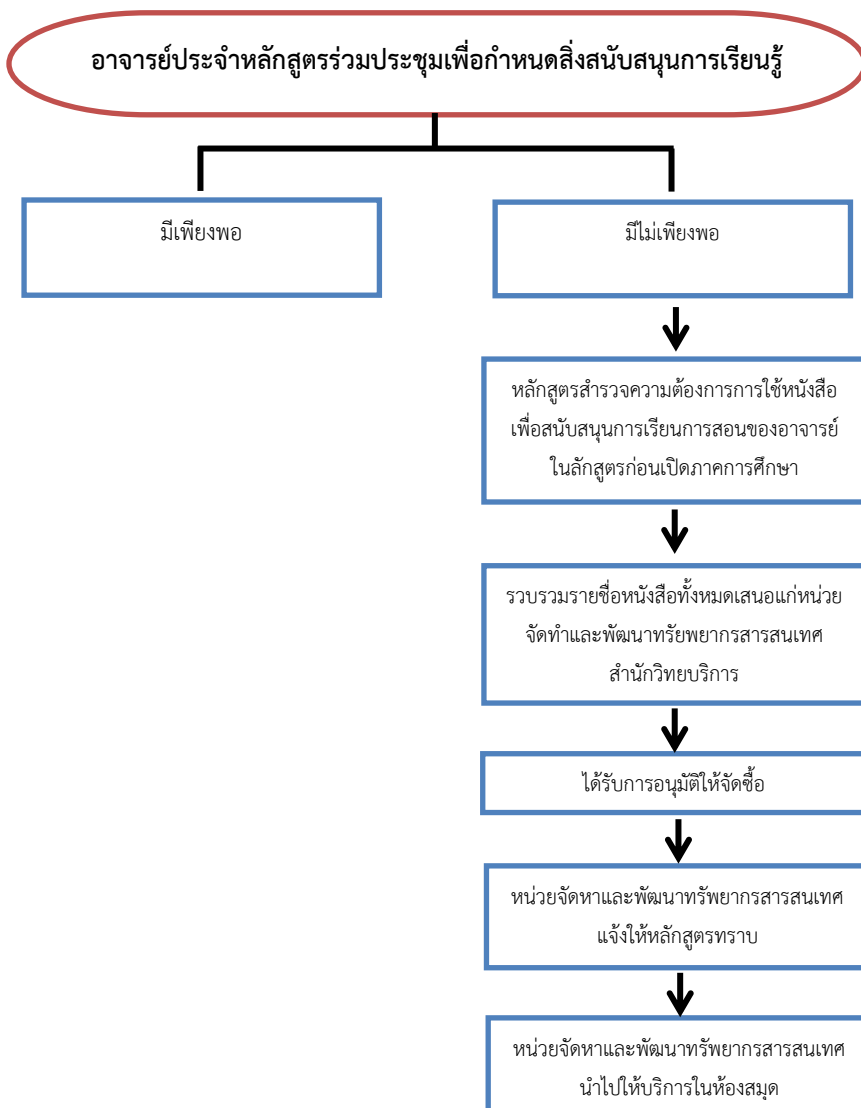 อาจารย์ประจำหลักสูตรร่วมประชุมเพื่อกำหนดสิ่งสนับสนุนการเรียนรู้
มีเพียงพอ
มีไม่เพียงพอ
หลักสูตรสำรวจความต้องการการใช้หนังสือ
เพื่อสนับสนุนการเรียนการสอนของอาจารย์
ในลักสูตรก่อนเปิดภาคการศึกษา
รวบรวมรายชื่อหนังสือทั้งหมดเสนอแก่หน่วย
จัดทำและพัฒนาทรัยพยากรสารสนเทศ
สำนักวิทยบริการ
ได้รับการอนุมัติให้จัดซื้อ
หน่วยจัดหาและพัฒนาทรัพยากรสารสนเทศ
แจ้งให้หลักสูตรทราบ
หน่วยจัดหาและพัฒนาทรัพยากรสารสนเทศ
นำไปให้บริการในห้องสมุด